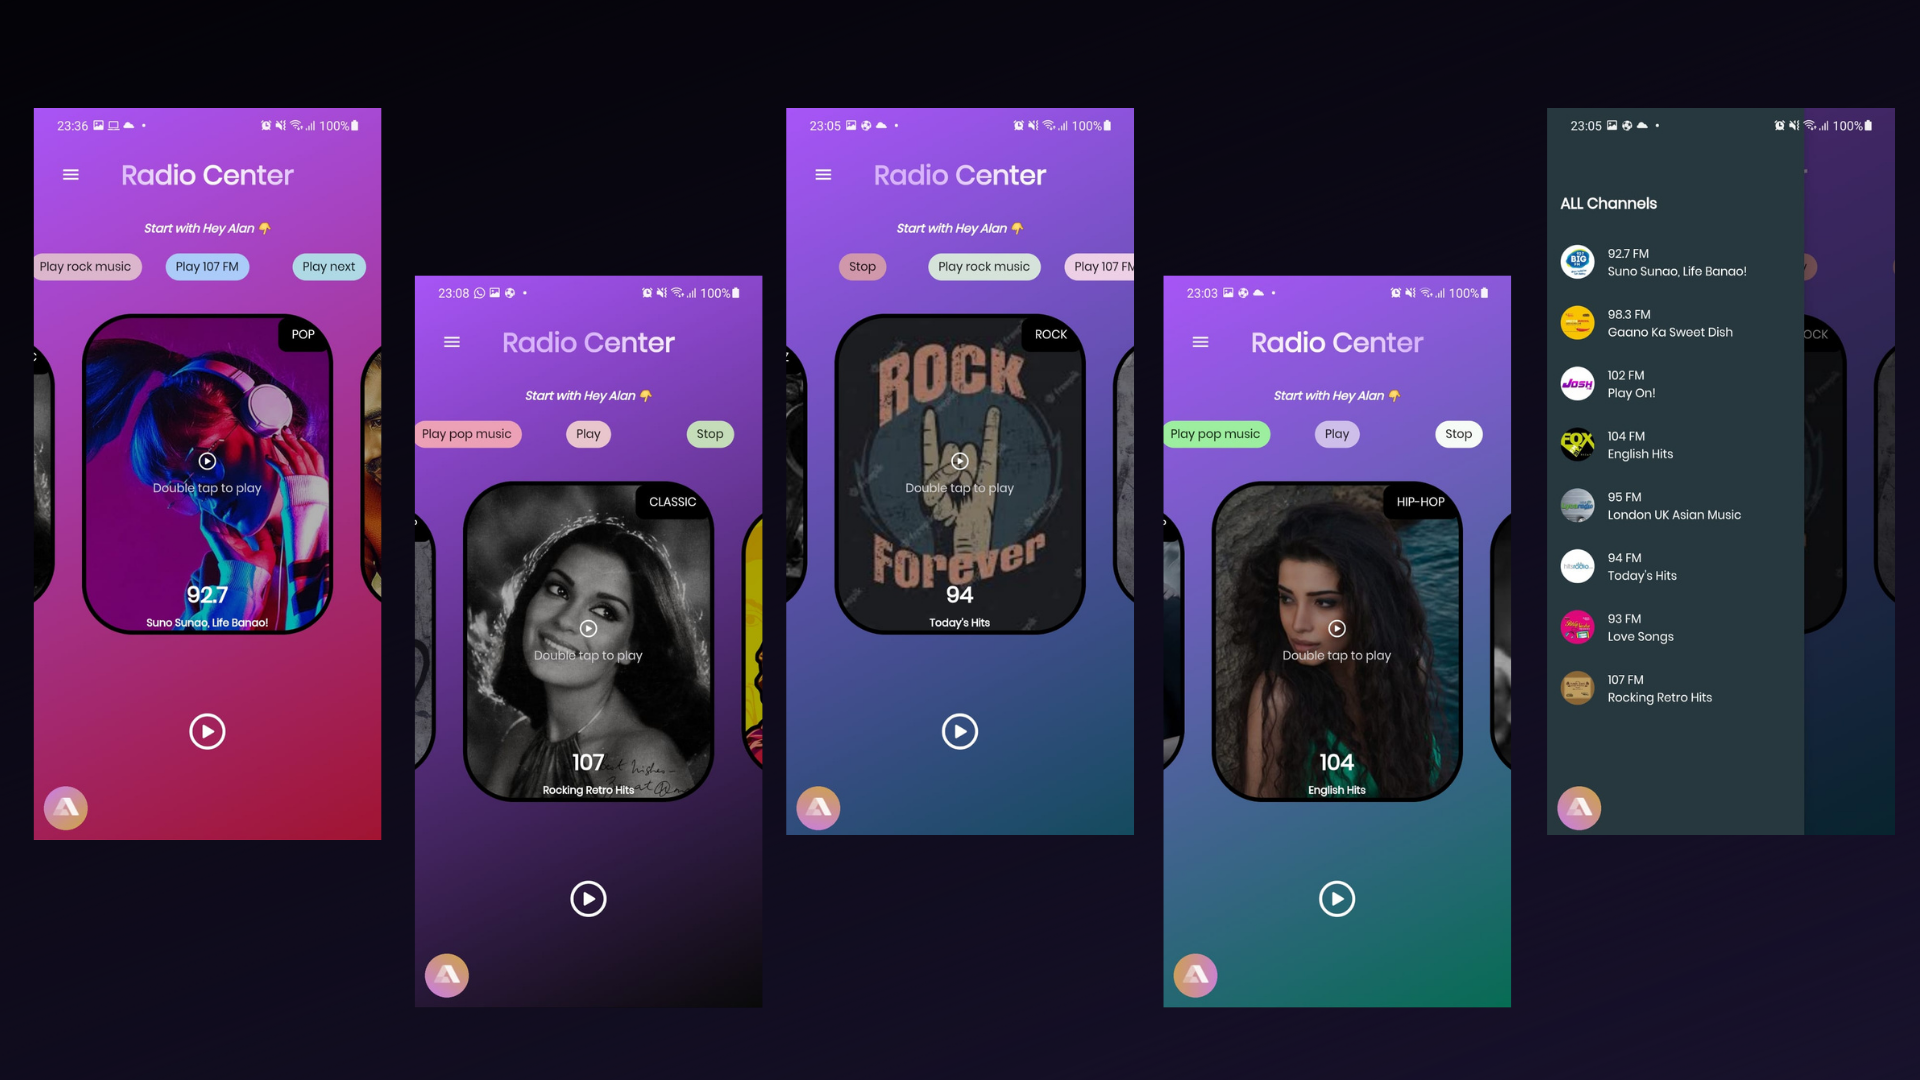 23:36
100%
Radio Center
Start with Hey Alan 👇
Play rock music
Play 107 FM
Play next
POP
Double tap to play
92.7
Suno Sunao, Life Banao!
23:08
100%
Radio Center
Start with Hey Alan 👇
Play pop music
Play
Stop
CLASSIC
Double tap to play
107
Rocking Retro Hits
23:05
100%
Radio Center
Start with Hey Alan 👇
Stop
Play rock music
Play 107 FM
ROCK
ROCK
Double tap to play
Forever
94
Today's Hits
23:03
100%
Radio Center
Start with Hey Alan 👇
Play pop music
Play
Stop
HIP-HOP
Double tap to play
104
English Hits
23:05
100%
ALL Channels
BIG
92.7 FM
Suno Sunao, Life Banao!
98.3 FM
Gaano Ka Sweet Dish
JOSH
102 FM
Play On!
FOX
104 FM
English Hits
95 FM
London UK Asian Music
94 FM
Today's Hits
93 FM
Love Songs
107 FM
Rocking Retro Hits
OCK